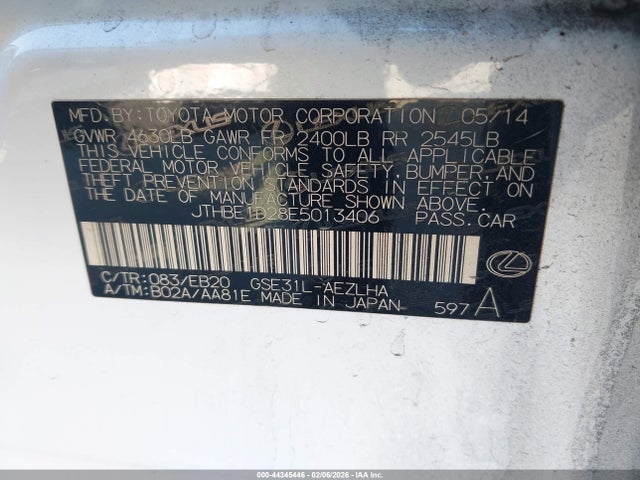 MFD.BY:TOYOTA MOTOR CORPORATION 05/14
GVWR 4630LB GAWR FR 2400LB RR 2545LB
THIS VEHICLE CONFORMS TO ALL APPLICABLE
FEDERAL MOTOR VEHICLE SAFETY,BUMPER AND
THEFT PREVENTION STANDARDS IN EFFECT ON
THE DATE OF MANUFACTURE SHOWN ABOVE.
JTHBE1D28E5013406 PASS.CAR
C/TR:083/EB20 GSE31L-AEZLHA
A/TM:B02A/AA81E MADE IN JAPAN 597 A
000-44345446 - 02/06/2026 - IAA Corp.